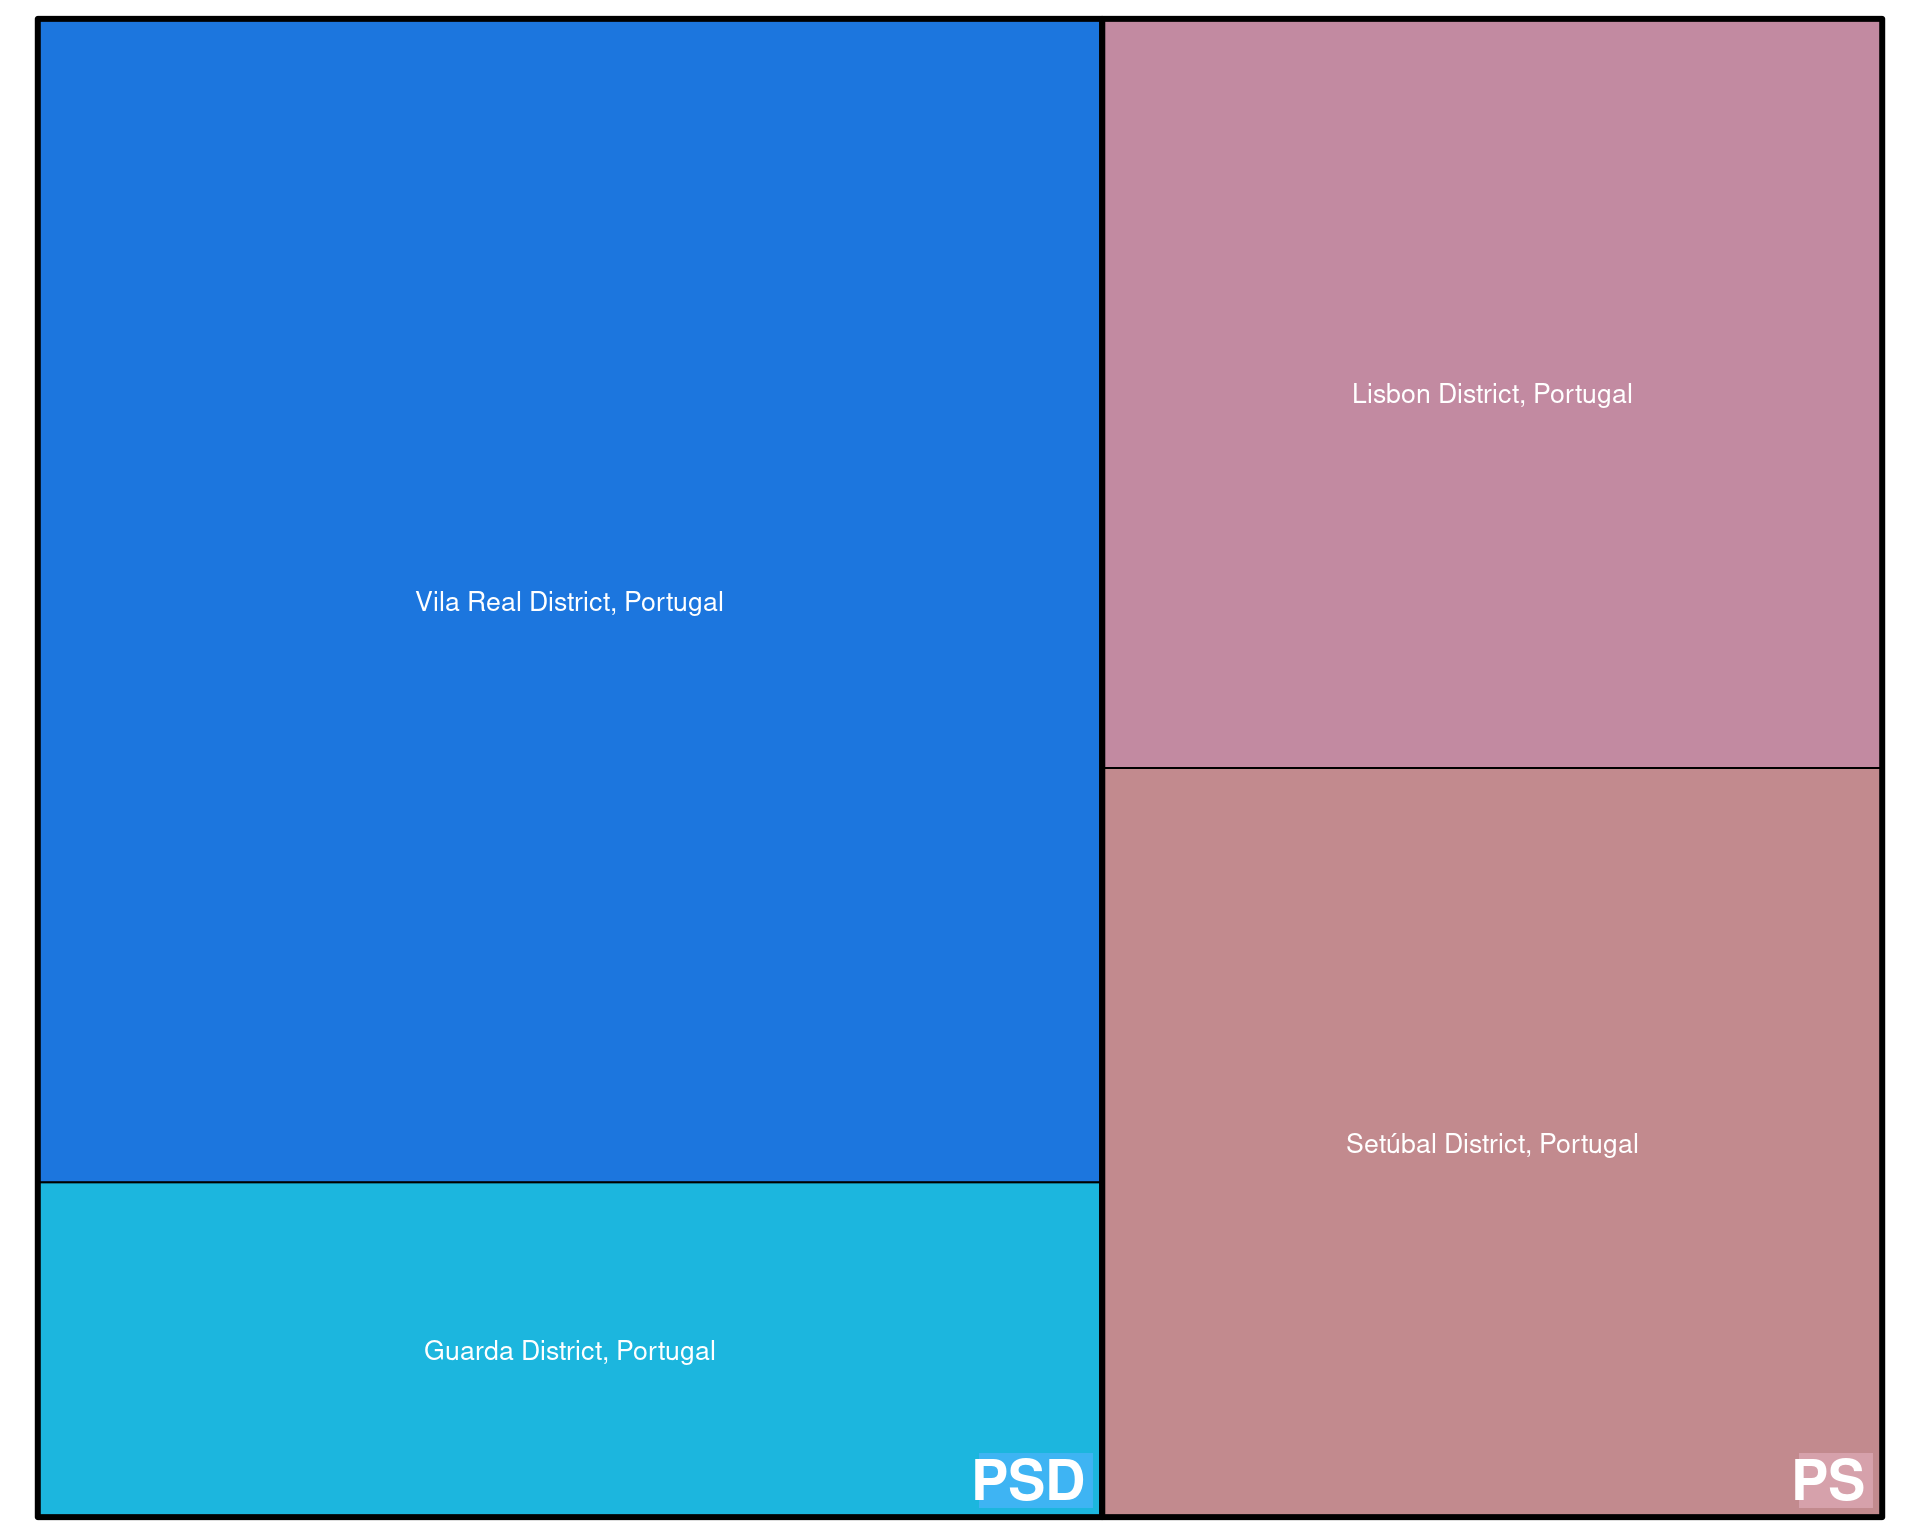 Vila Real District, Portugal
Guarda District, Portugal
PSD
Lisbon District, Portugal
Setúbal District, Portugal
PS